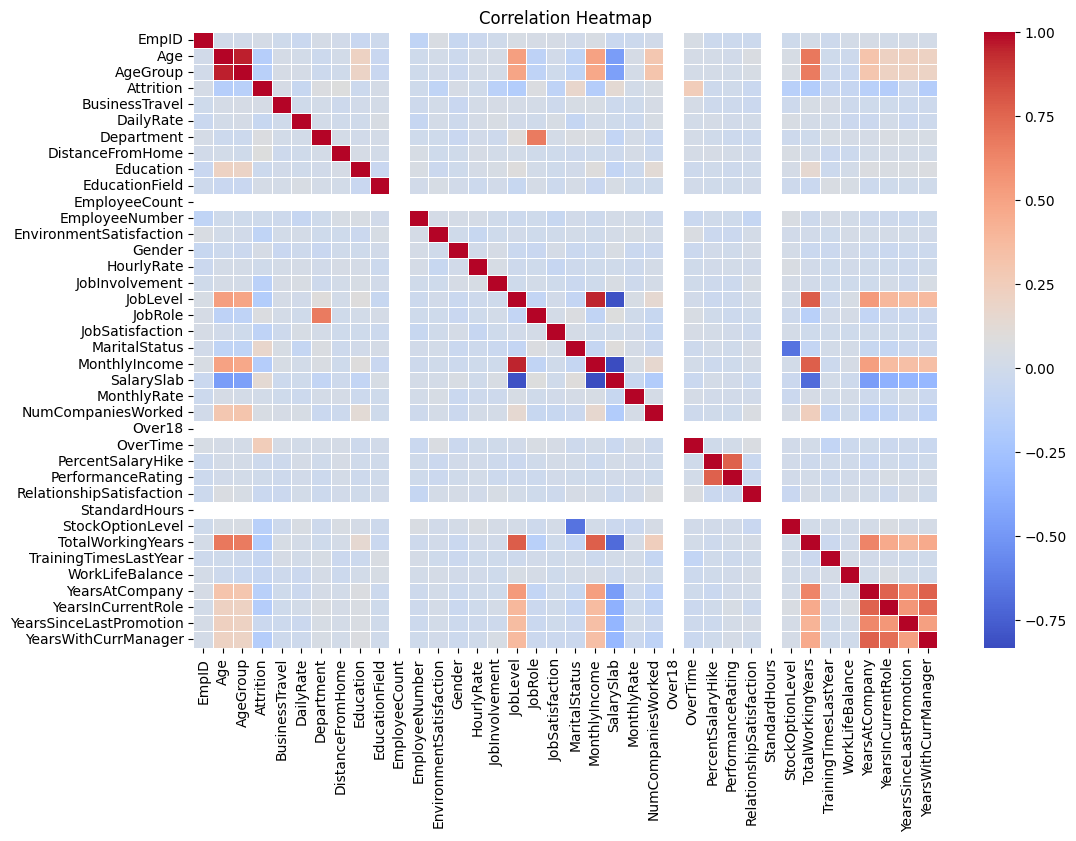 Correlation Heatmap
EmpID
Age
AgeGroup
Attrition
BusinessTravel
DailyRate
Department
DistanceFromHome
Education
EducationField
EmployeeCount
EmployeeNumber
EnvironmentSatisfaction
Gender
HourlyRate
JobInvolvement
JobLevel
JobRole
JobSatisfaction
MaritalStatus
MonthlyIncome
SalarySlab
MonthlyRate
NumCompaniesWorked
Over18
OverTime
PercentSalaryHike
PerformanceRating
RelationshipSatisfaction
StandardHours
StockOptionLevel
TotalWorkingYears
TrainingTimesLastYear
WorkLifeBalance
YearsAtCompany
YearsInCurrentRole
YearsSinceLastPromotion
YearsWithCurrManager
EmpID
Age
AgeGroup
Attrition
BusinessTravel
DailyRate
Department
DistanceFromHome
Education
EducationField
EmployeeCount
EmployeeNumber
EnvironmentSatisfaction
Gender
HourlyRate
JobInvolvement
JobLevel
JobRole
JobSatisfaction
MaritalStatus
MonthlyIncome
SalarySlab
MonthlyRate
NumCompaniesWorked
Over18
OverTime
PercentSalaryHike
PerformanceRating
RelationshipSatisfaction
StandardHours
StockOptionLevel
TotalWorkingYears
TrainingTimesLastYear
WorkLifeBalance
YearsAtCompany
YearsInCurrentRole
YearsSinceLastPromotion
YearsWithCurrManager
1.00
0.75
0.50
0.25
0.00
−0.25
−0.50
−0.75